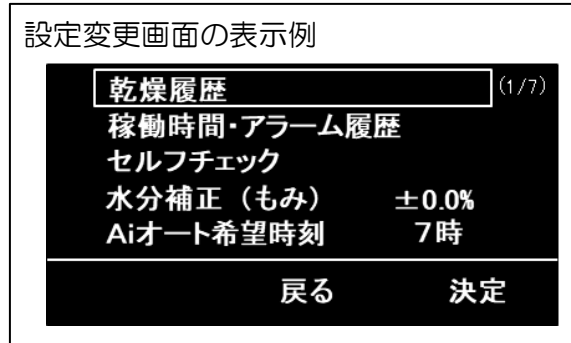 設定変更画面の表示例
乾燥履歴 (1/7)
稼働時間・アラーム履歴
セルフチェック
水分補正（もみ） ±0.0%
Aiオート希望時刻 7時
戻る 決定